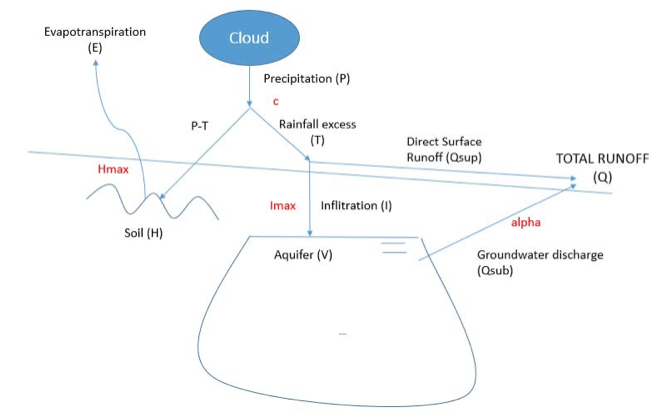 Evapotranspiration
(E)
Cloud
Precipitation (P)
c
P-T
Rainfall excess
(T)
Direct Surface
Runoff (Qsup)
TOTAL RUNOFF
(Q)
Hmax
Imax
Inflitration (I)
alpha
Soil (H)
Aquifer (V)
Groundwater discharge
(Qsub)